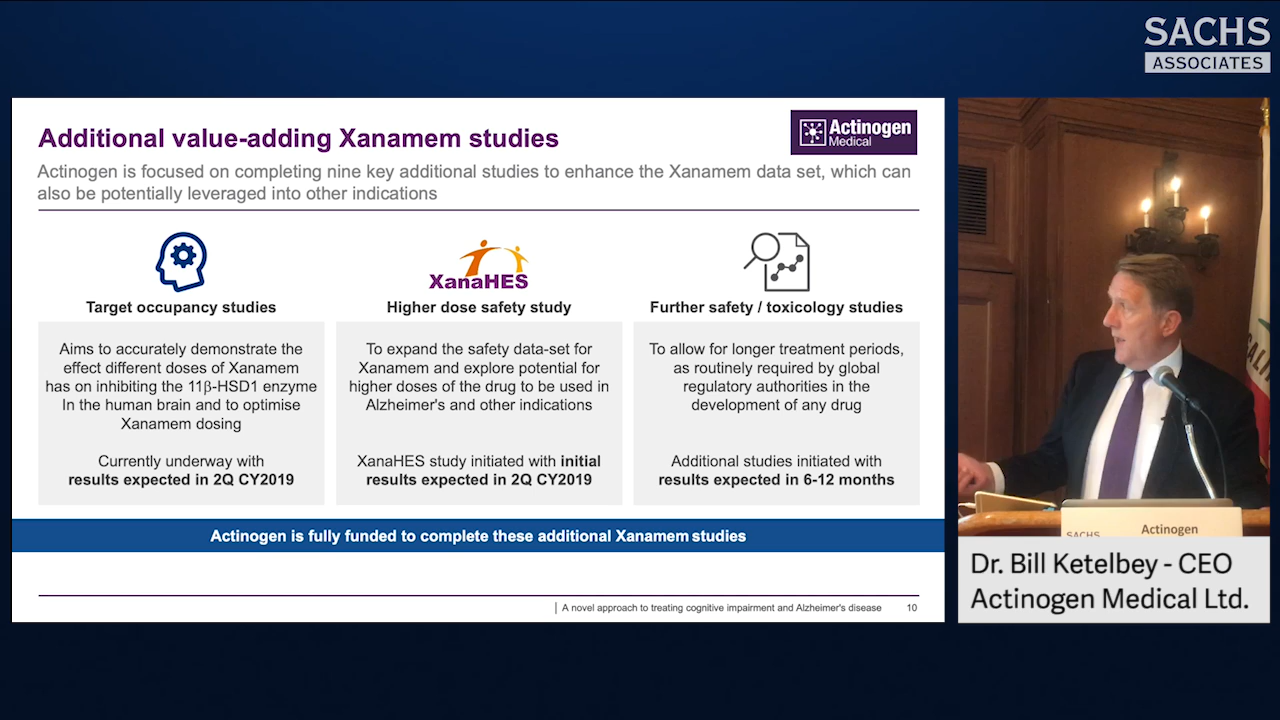 SACHS
ASSOCIATES
Additional value-adding Xanamem studies
Actinogen
Medical
Actinogen is focused on completing nine key additional studies to enhance the Xanamem data set, which can
also be potentially leveraged into other indications
XanaHES
Target occupancy studies
Higher dose safety study
Further safety / toxicology studies
Aims to accurately demonstrate the
effect different doses of Xanamem
has on inhibiting the 11β-HSD1 enzyme
In the human brain and to optimise
Xanamem dosing
Currently underway with
results expected in 2Q CY2019
To expand the safety data-set for
Xanamem and explore potential for
higher doses of the drug to be used in
Alzheimer's and other indications
XanaHES study initiated with initial
results expected in 2Q CY2019
To allow for longer treatment periods,
as routinely required by global
regulatory authorities in the
development of any drug
Additional studies initiated with
results expected in 6-12 months
Actinogen is fully funded to complete these additional Xanamem studies
A novel approach to treating cognitive impairment and Alzheimer's disease 10
SACHS
Actinogen
Dr. Bill Ketelbey - CEO
Actinogen Medical Ltd.